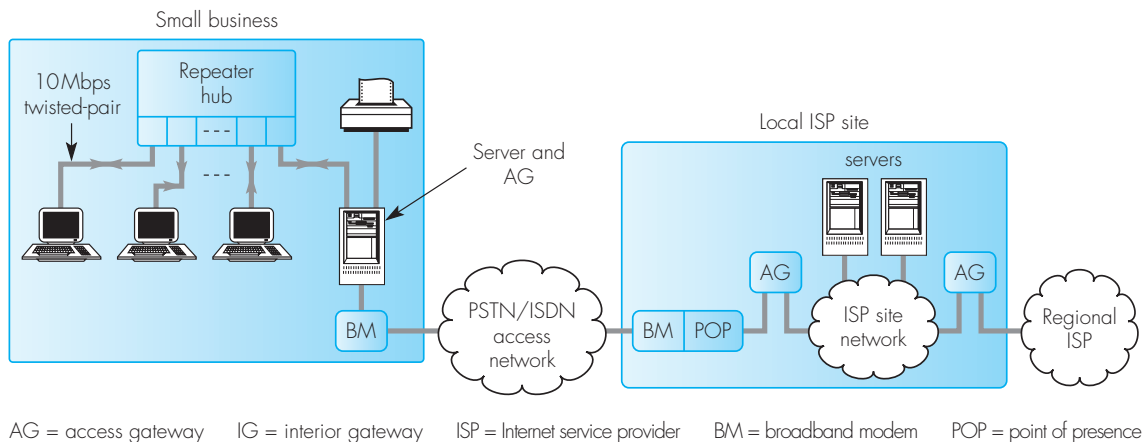 Small business
Repeater
hub
10 Mbps
twisted-pair
Server and
AG
BM
PSTN/ISDN
access
network
Local ISP site
servers
BM
POP
AG
ISP site
network
AG
Regional
ISP
AG = access gateway IG = interior gateway ISP = Internet service provider BM = broadband modem POP = point of presence